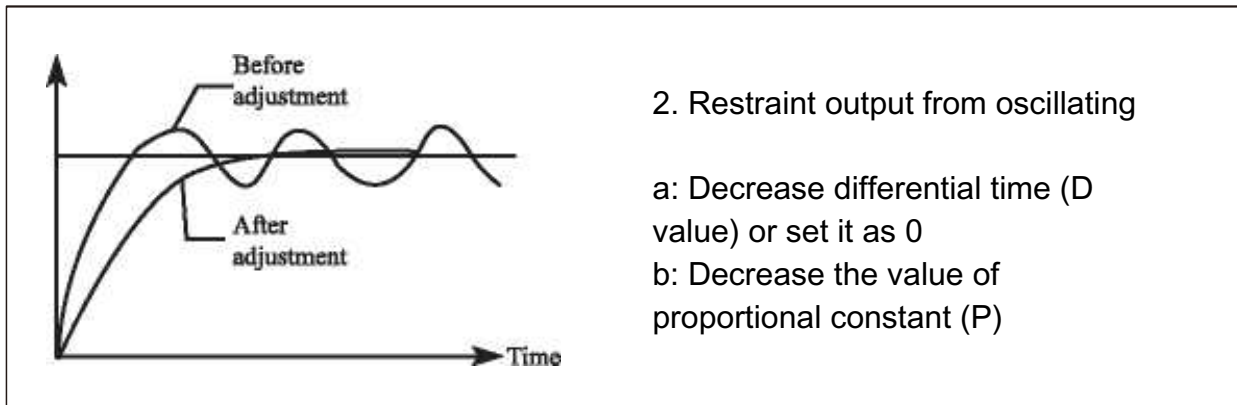 Before
adjustment
After
adjustment
Time
2. Restraint output from oscillating
a: Decrease differential time (D
value) or set it as 0
b: Decrease the value of
proportional constant (P)